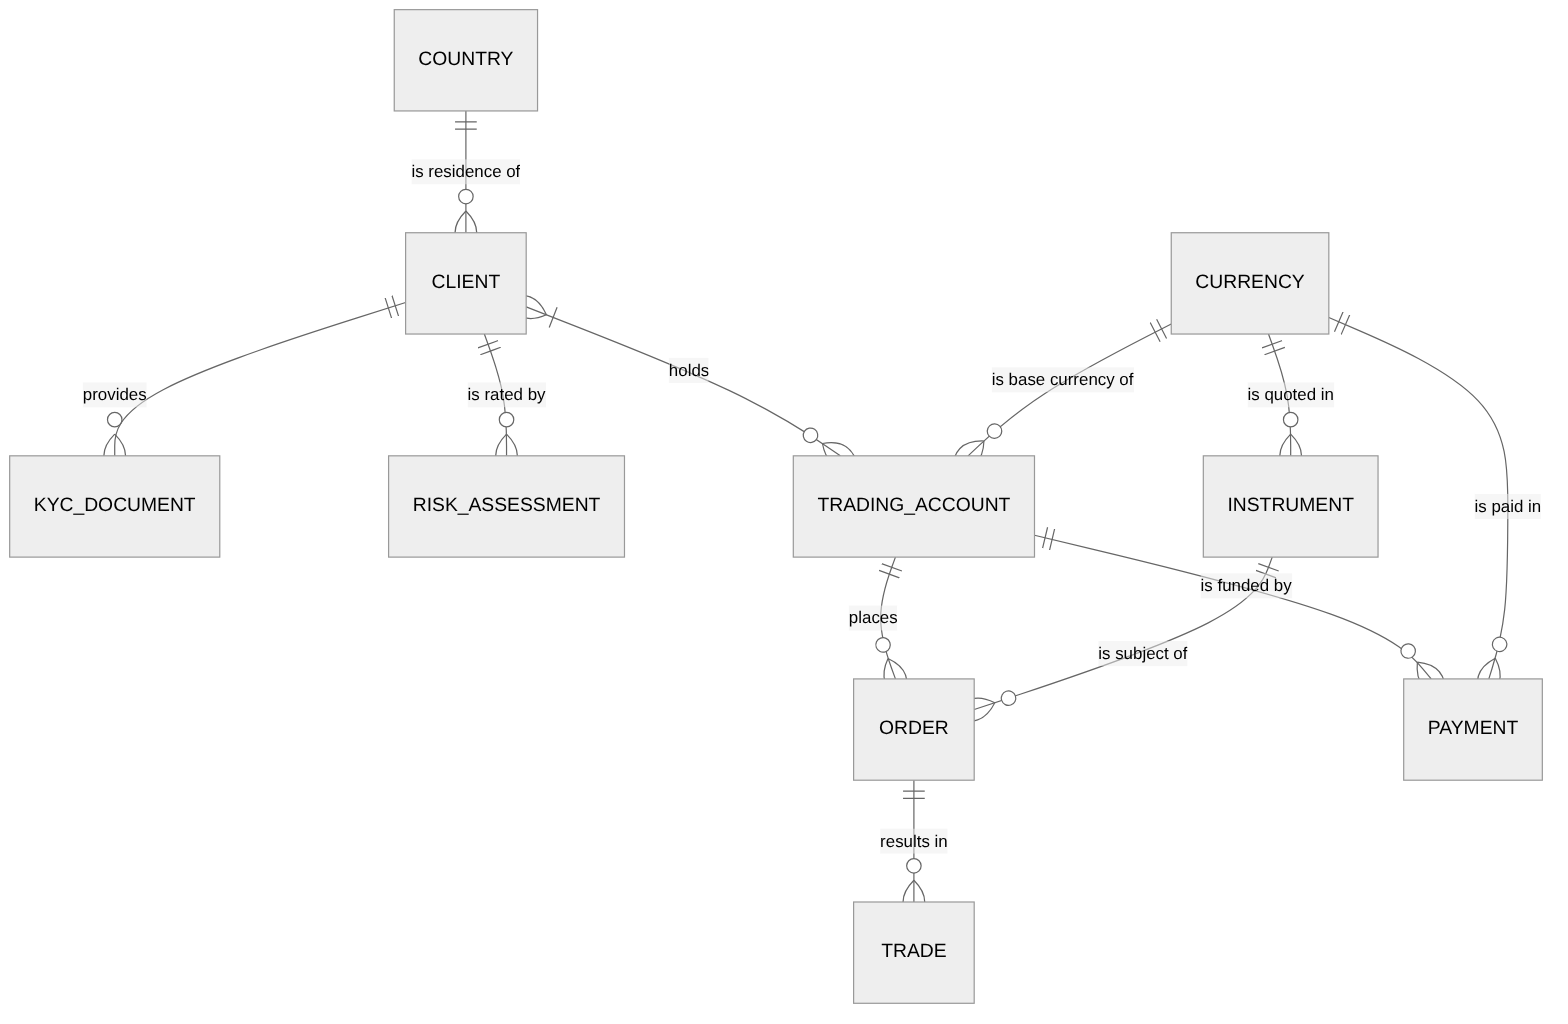 COUNTRY
is residence of
CLIENT
CURRENCY
holds
is base currency of
provides
is rated by
is quoted in
KYC_DOCUMENT
RISK_ASSESSMENT
TRADING_ACCOUNT
INSTRUMENT
is paid in
is funded by
places
is subject of
ORDER
PAYMENT
results in
TRADE